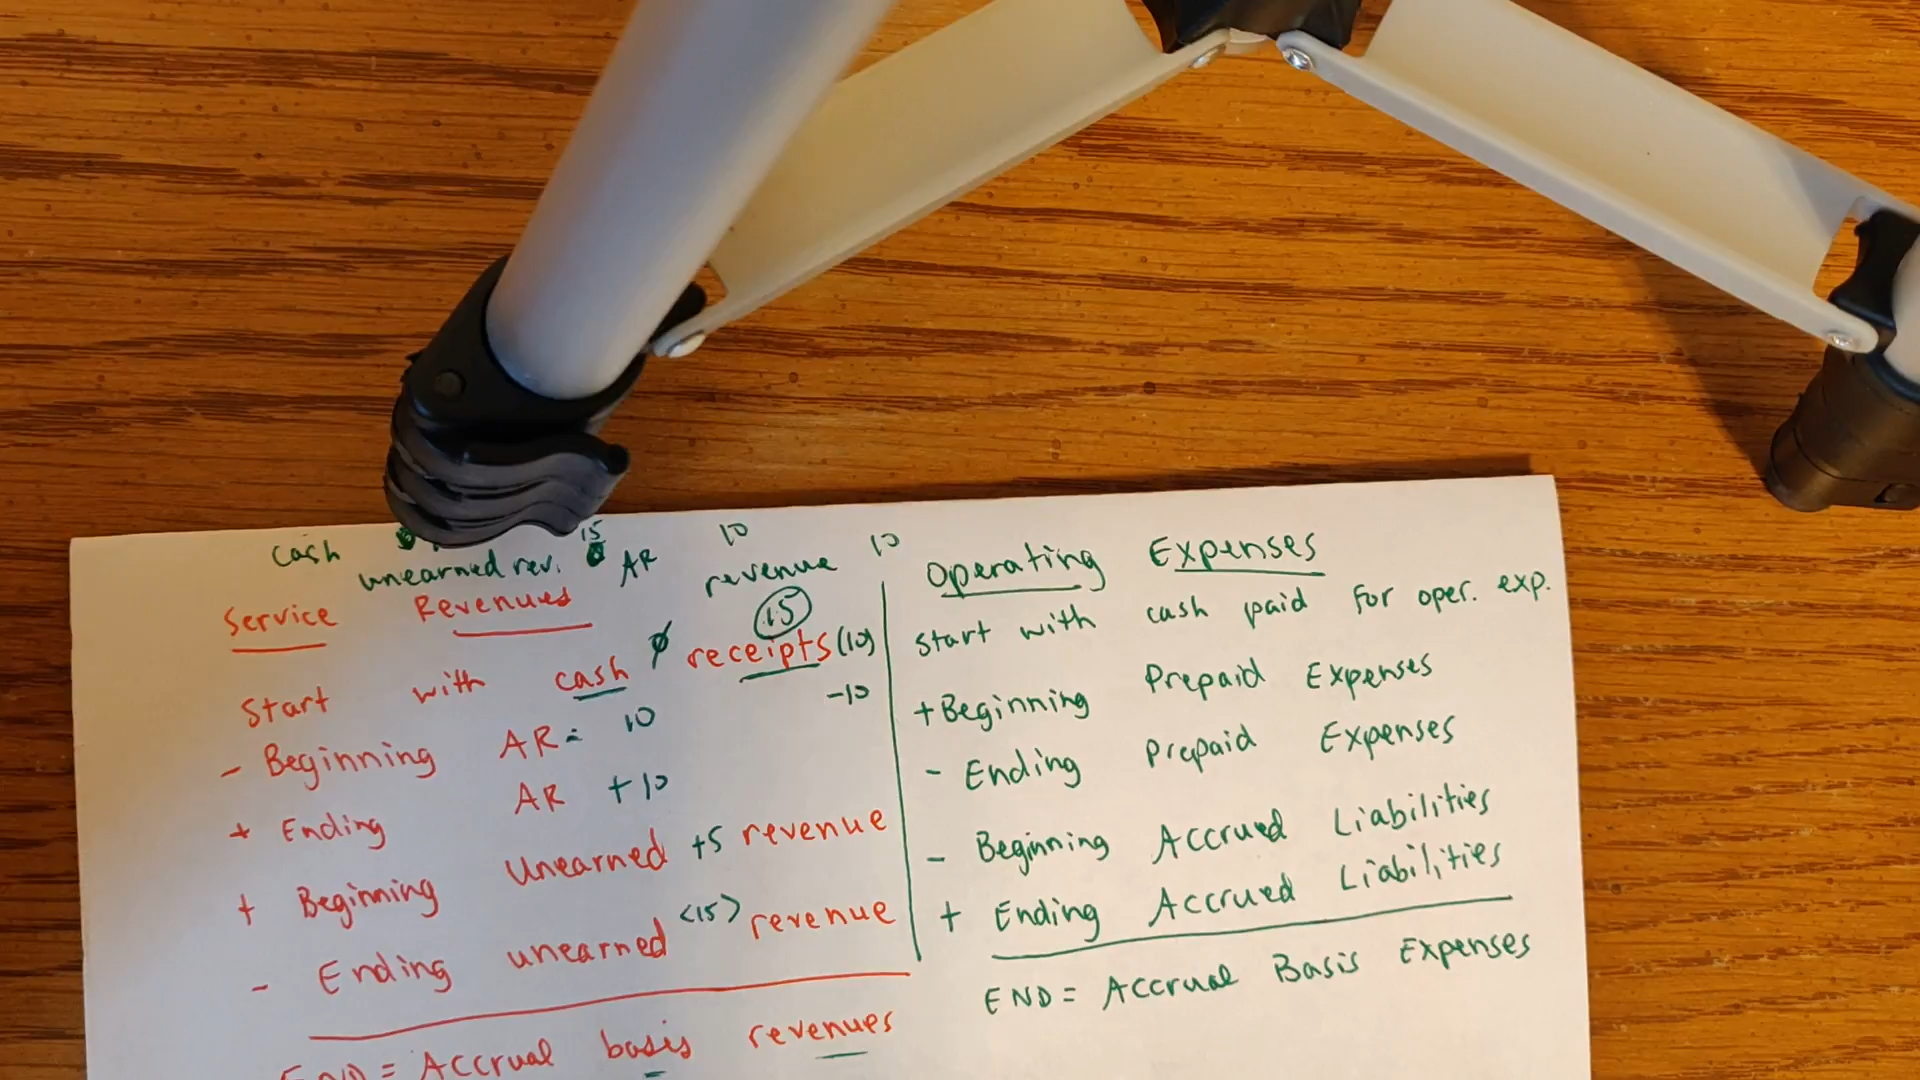 cash 15 10 10
unearned rev. AR revenue
Service Revenues
15
Start with cash receipts (10)
-10
- Beginning AR = 10
+ Ending AR +10
+ Beginning Unearned +5 revenue
- Ending unearned <15> revenue
END = Accrual basis revenues
Operating Expenses
Start with cash paid for oper. exp.
+ Beginning Prepaid Expenses
- Ending Prepaid Expenses
- Beginning Accrued Liabilities
+ Ending Accrued Liabilities
END = Accrual Basis Expenses